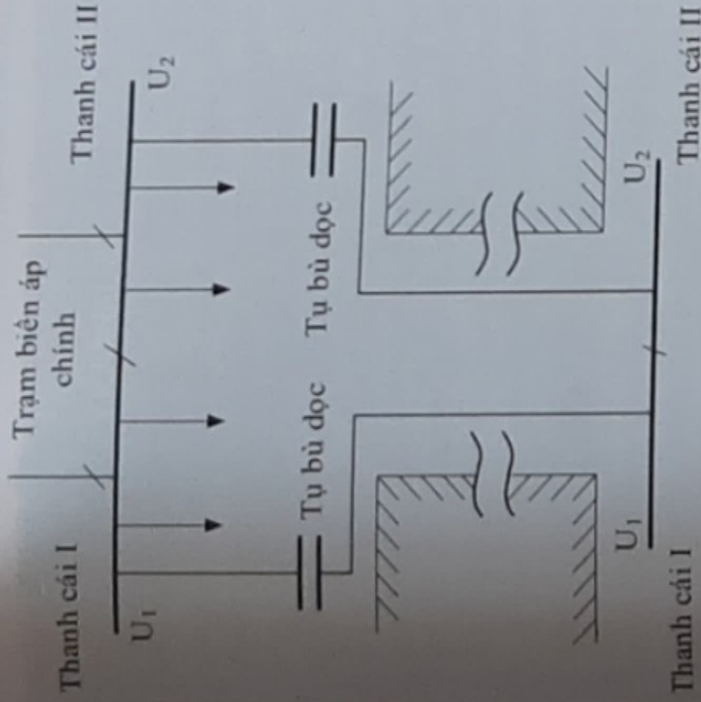 Trạm biến áp
chính
Thanh cái I
Thanh cái II
U₁
U₂
Tụ bù dọc
Tụ bù dọc
U₁
U₂
Thanh cái I
Thanh cái II